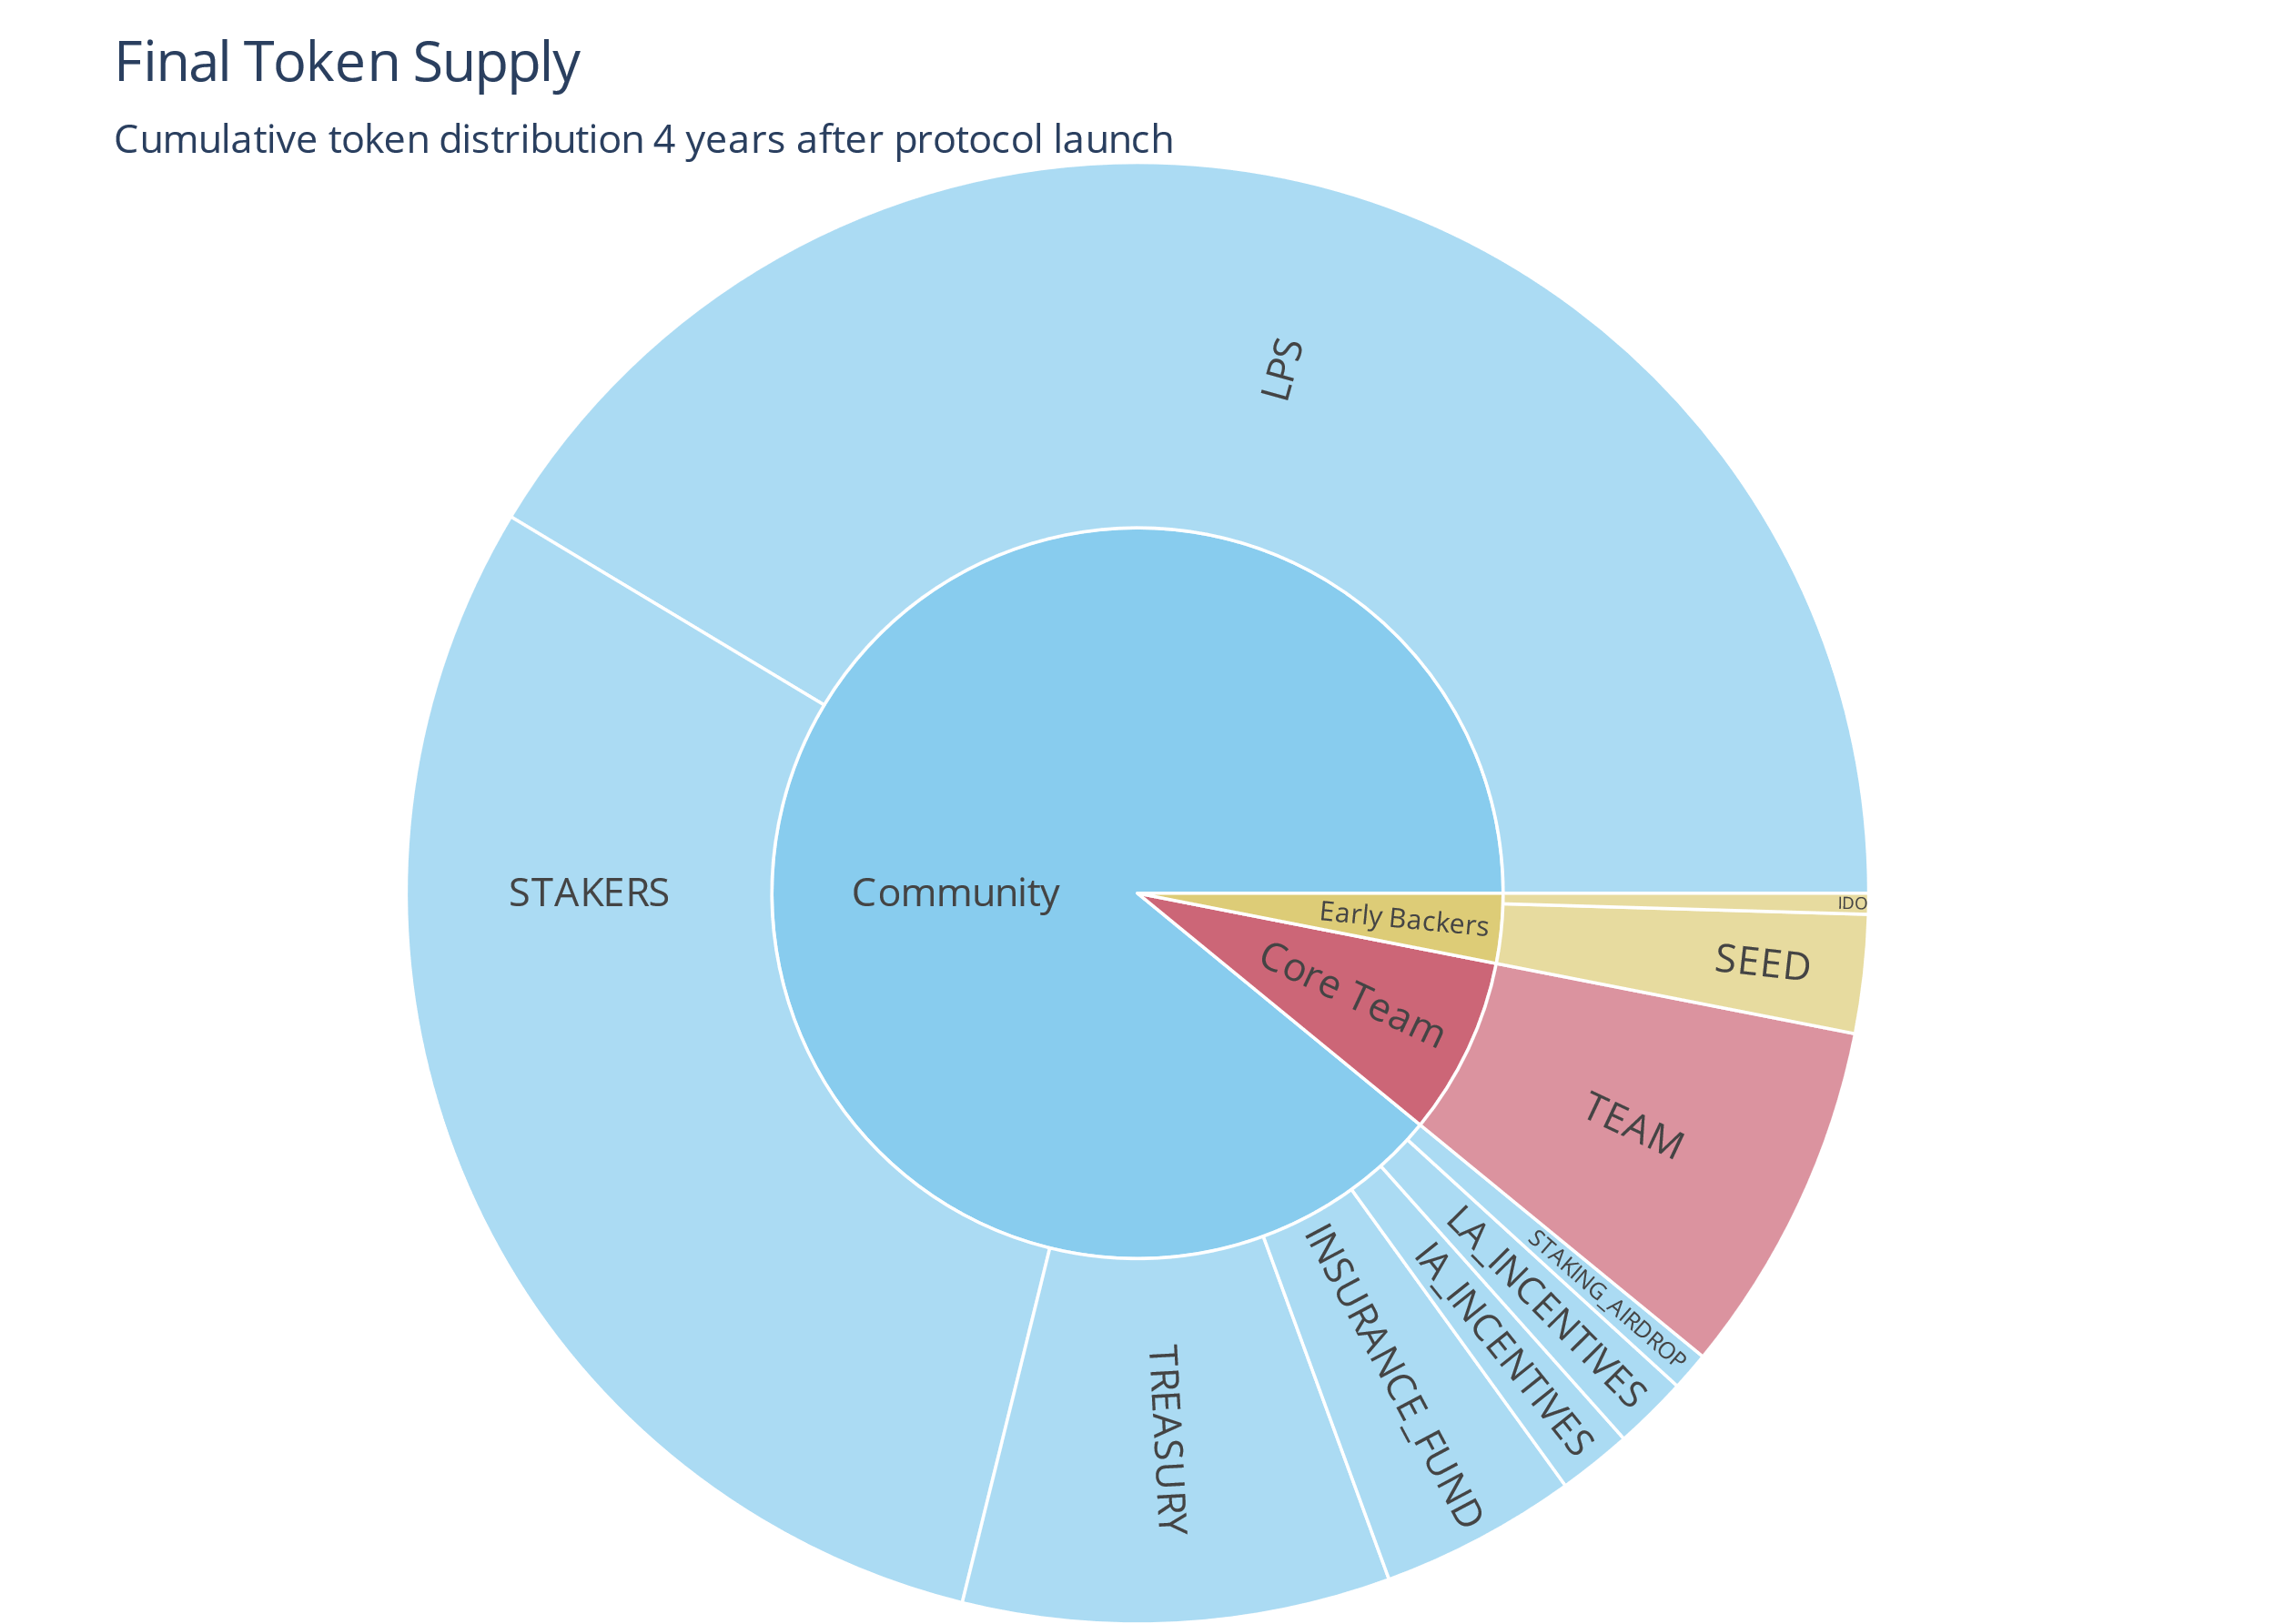 Final Token Supply
Cumulative token distribution 4 years after protocol launch
LPS
STAKERS
Community
Early Backers
IDO
SEED
Core Team
TEAM
STAKING_AIRDROP
LA_INCENTIVES
IA_INCENTIVES
INSURANCE_FUND
TREASURY